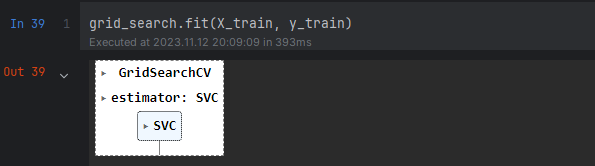 In 39 1 grid_search.fit(X_train, y_train)
Executed at 2023.11.12 20:09:09 in 393ms
Out 39
GridSearchCV
estimator: SVC
SVC